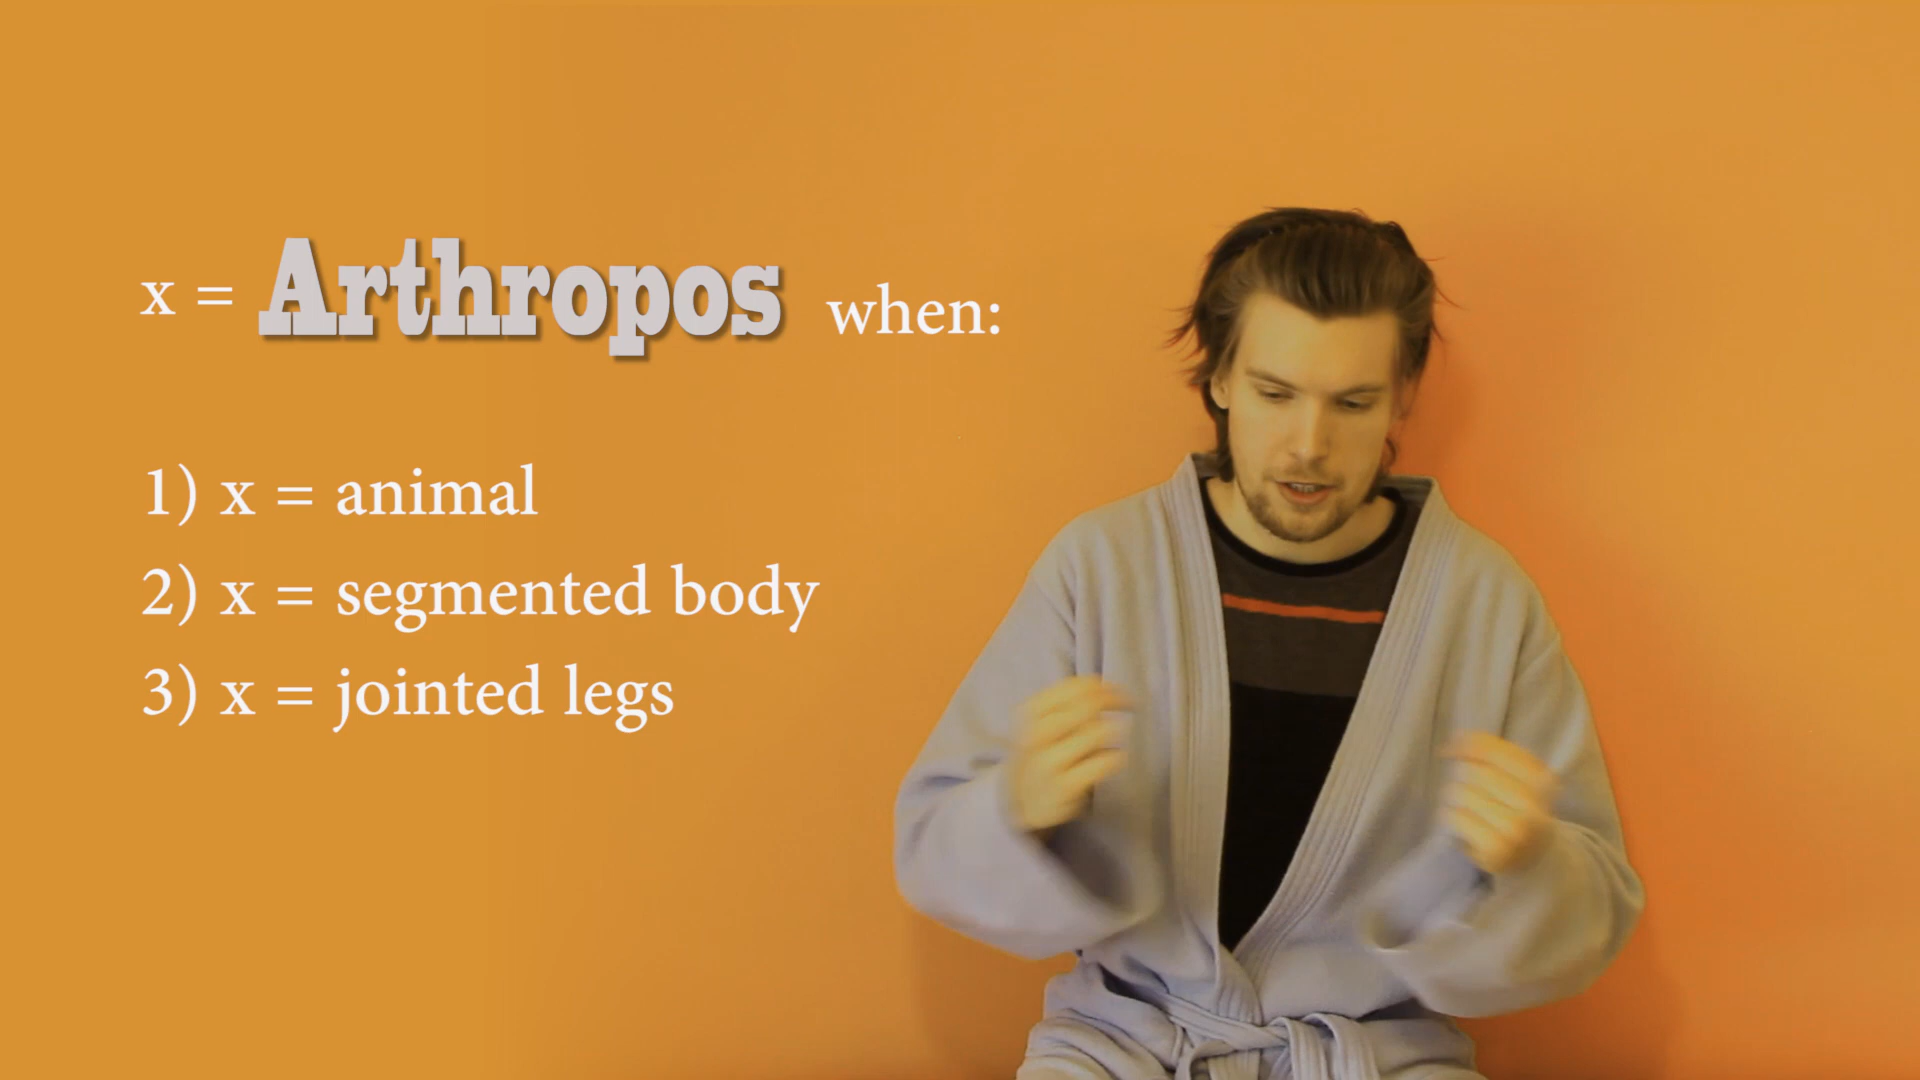 x = Arthropos when:
1) x = animal
2) x = segmented body
3) x = jointed legs